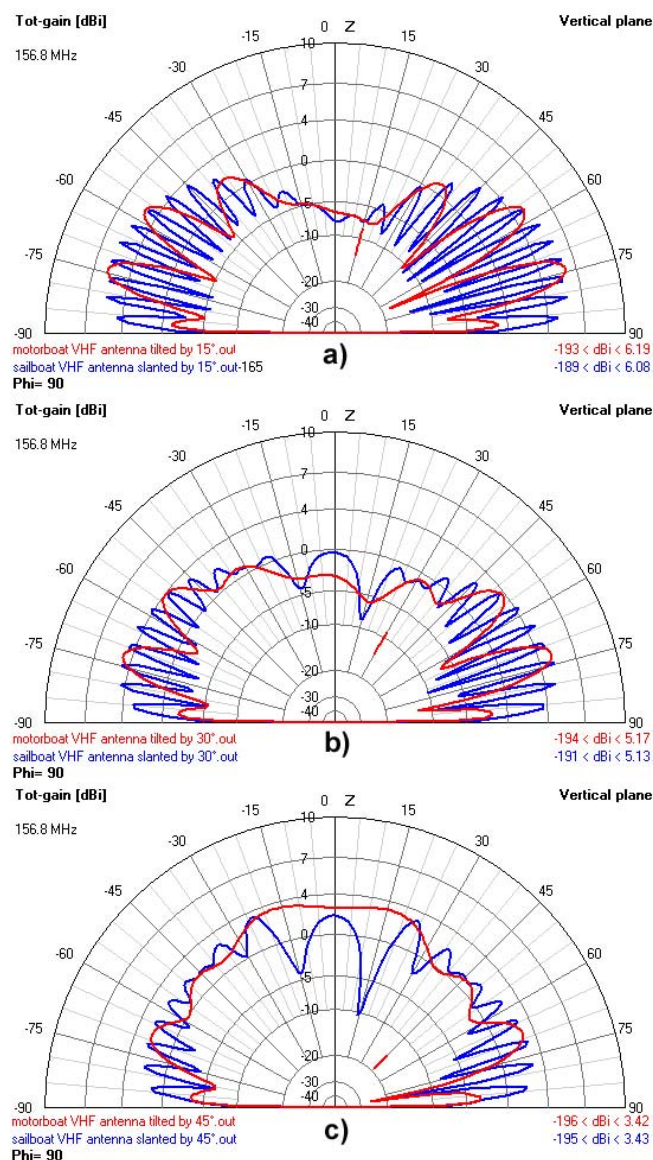 Tot-gain [dBi] 0 Z Vertical plane
10
156.8 MHz
-15 15
-30 7 30
-45 4 45
0
-60 -5 60
-10
-75 -20 75
-30
-90 -40 90
a)
motorboat VHF antenna tilted by 15°.out -193 < dBi < 6.19
sailboat VHF antenna slanted by 15°.out-165 -189 < dBi < 6.08
Phi= 90
Tot-gain [dBi] 0 Z Vertical plane
10
156.8 MHz
-15 15
-30 7 30
-45 4 45
0
-60 -5 60
-10
-75 -20 75
-30
-90 -40 90
b)
motorboat VHF antenna tilted by 30°.out -194 < dBi < 5.17
sailboat VHF antenna slanted by 30°.out -191 < dBi < 5.13
Phi= 90
Tot-gain [dBi] 0 Z Vertical plane
10
156.8 MHz
-15 15
-30 7 30
-45 4 45
0
-60 -5 60
-10
-75 -20 75
-30
-90 -40 90
c)
motorboat VHF antenna tilted by 45°.out -196 < dBi < 3.42
sailboat VHF antenna slanted by 45°.out -195 < dBi < 3.43
Phi= 90